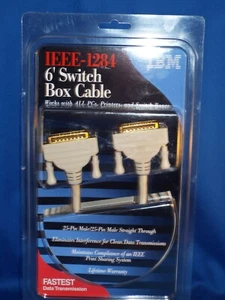 IEEE-1284
IBM
6' Switch
Box Cable
Works with ALL PCs, Printers, and Switch Boxes
25-Pin Male/25-Pin Male Straight Through
Eliminates Interference for Clear Data Transmissions
Maintains Compliance of an IEEE
Print Sharing System
Lifetime Warranty
FASTEST
Data Transmission